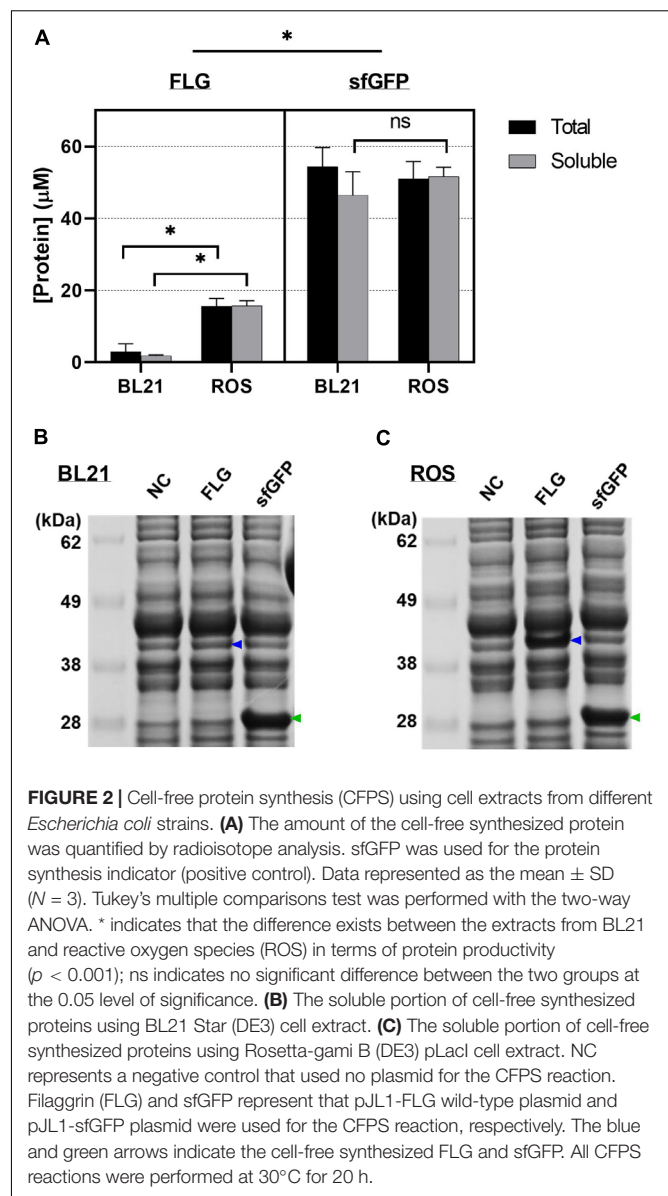 A
*
FLG sfGFP
Total
Soluble
ns
*
*
[Protein] (μM)
60
40
20
0
BL21 ROS BL21 ROS
B
BL21
NC FLG sfGFP
(kDa)
62
49
38
28
C
ROS
NC FLG sfGFP
(kDa)
62
49
38
28
FIGURE 2 | Cell-free protein synthesis (CFPS) using cell extracts from different
Escherichia coli strains. (A) The amount of the cell-free synthesized protein
was quantified by radioisotope analysis. sfGFP was used for the protein
synthesis indicator (positive control). Data represented as the mean ± SD
(N = 3). Tukey's multiple comparisons test was performed with the two-way
ANOVA. * indicates that the difference exists between the extracts from BL21
and reactive oxygen species (ROS) in terms of protein productivity
(p < 0.001); ns indicates no significant difference between the two groups at
the 0.05 level of significance. (B) The soluble portion of cell-free synthesized
proteins using BL21 Star (DE3) cell extract. (C) The soluble portion of cell-free
synthesized proteins using Rosetta-gami B (DE3) pLacI cell extract. NC
represents a negative control that used no plasmid for the CFPS reaction.
Filaggrin (FLG) and sfGFP represent that pJL1-FLG wild-type plasmid and
pJL1-sfGFP plasmid were used for the CFPS reaction, respectively. The blue
and green arrows indicate the cell-free synthesized FLG and sfGFP. All CFPS
reactions were performed at 30°C for 20 h.